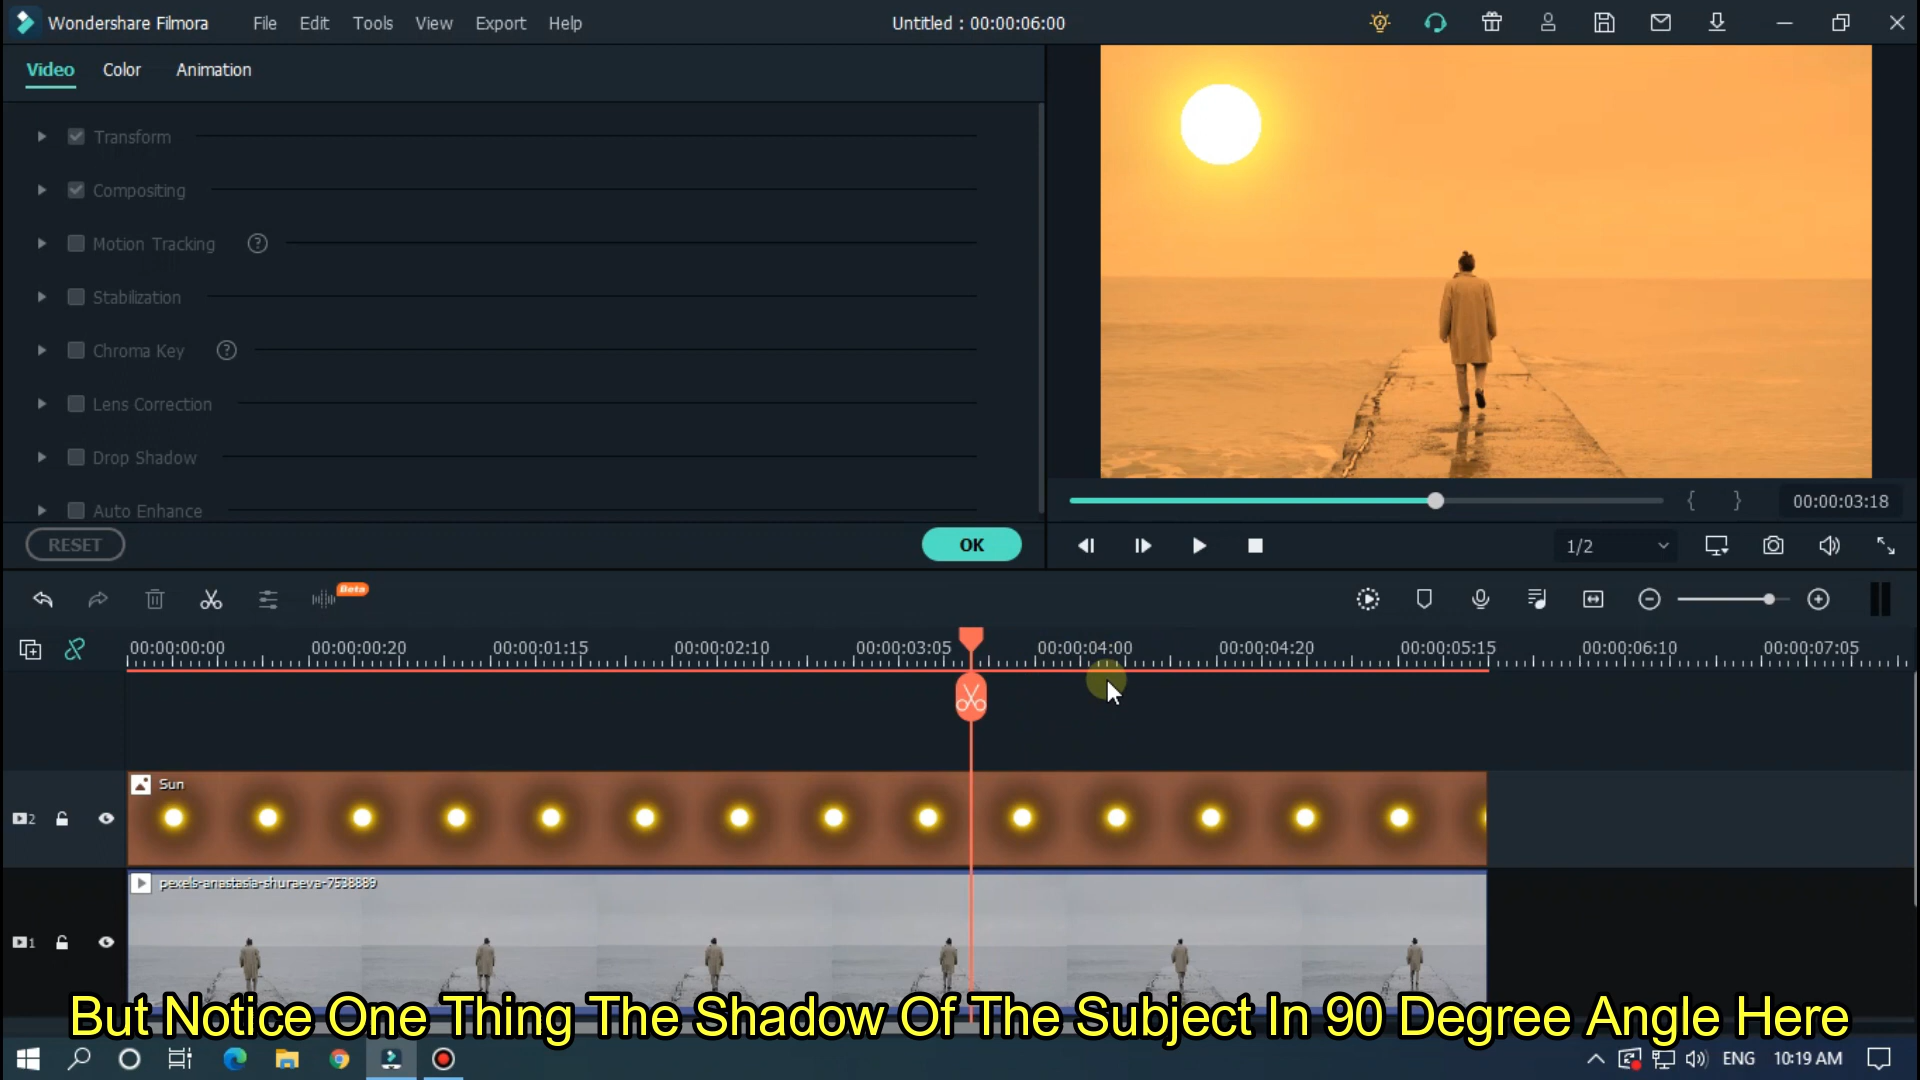 Wondershare Filmora File Edit Tools View Export Help Untitled : 00:00:06:00
Video Color Animation
Transform
Compositing
Motion Tracking ?
Stabilization
Chroma Key ?
Lens Correction
Drop Shadow
Auto Enhance
RESET OK
{ } 00:00:03:18
1/2
Beta
00:00:00:00 00:00:00:20 00:00:01:15 00:00:02:10 00:00:03:05 00:00:04:00 00:00:04:20 00:00:05:15 00:00:06:10 00:00:07:05
Sun
2
pexels-anastasia-shuraeva-7538889
1
But Notice One Thing The Shadow Of The Subject In 90 Degree Angle Here
ENG 10:19 AM